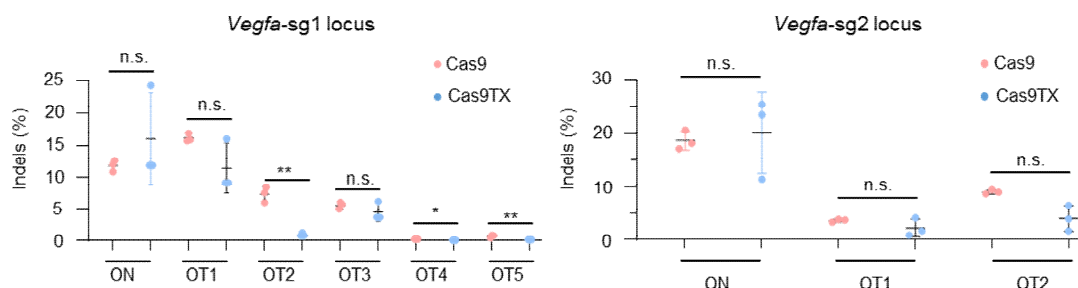 Vegfa-sg1 locus
Indels (%)
25
20
15
10
5
0
n.s.
n.s.
**
n.s.
*
**
Cas9
Cas9TX
ON
OT1
OT2
OT3
OT4
OT5
Vegfa-sg2 locus
Indels (%)
30
20
10
0
n.s.
n.s.
n.s.
Cas9
Cas9TX
ON
OT1
OT2